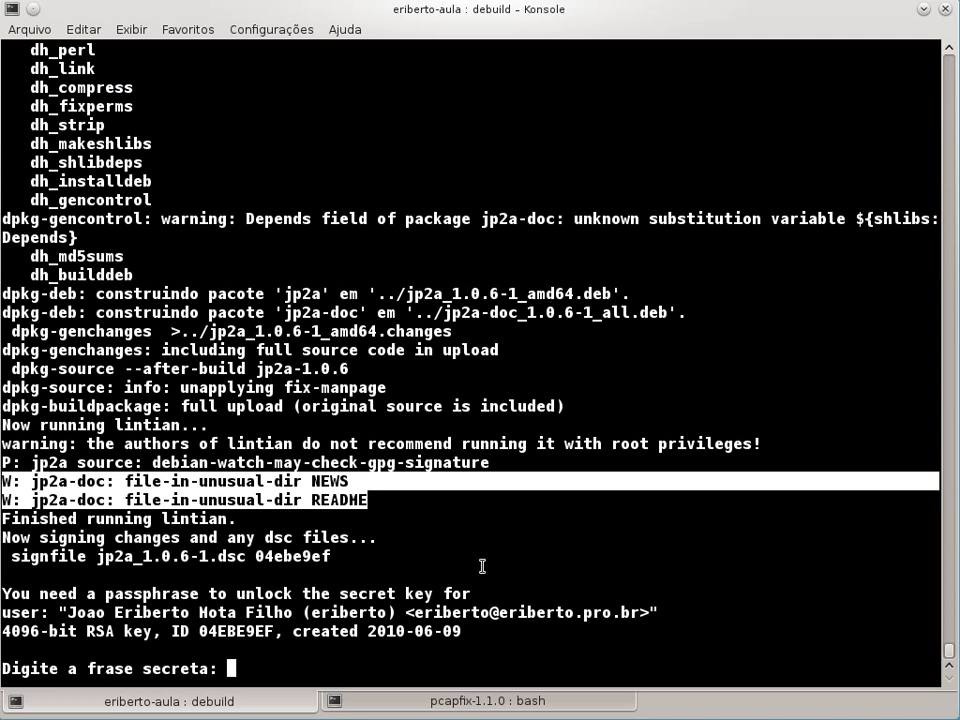 eriberto-aula : debuild – Konsole
Arquivo Editar Exibir Favoritos Configurações Ajuda
dh_perl
dh_link
dh_compress
dh_fixperms
dh_strip
dh_makeshlibs
dh_shlibdeps
dh_installdeb
dh_gencontrol
dpkg-gencontrol: warning: Depends field of package jp2a-doc: unknown substitution variable ${shlibs:
Depends}
dh_md5sums
dh_builddeb
dpkg-deb: construindo pacote 'jp2a' em '../jp2a_1.0.6-1_amd64.deb'.
dpkg-deb: construindo pacote 'jp2a-doc' em '../jp2a-doc_1.0.6-1_all.deb'.
dpkg-genchanges >../jp2a_1.0.6-1_amd64.changes
dpkg-genchanges: including full source code in upload
dpkg-source --after-build jp2a-1.0.6
dpkg-source: info: unapplying fix-manpage
dpkg-buildpackage: full upload (original source is included)
Now running lintian...
warning: the authors of lintian do not recommend running it with root privileges!
P: jp2a source: debian-watch-may-check-gpg-signature
W: jp2a-doc: file-in-unusual-dir NEWS
W: jp2a-doc: file-in-unusual-dir README
Finished running lintian.
Now signing changes and any dsc files...
signfile jp2a_1.0.6-1.dsc 04ebe9ef
You need a passphrase to unlock the secret key for
user: "Joao Eriberto Mota Filho (eriberto) <eriberto@eriberto.pro.br>"
4096-bit RSA key, ID 04EBE9EF, created 2010-06-09
Digite a frase secreta:
eriberto-aula : debuild
pcapfix-1.1.0 : bash